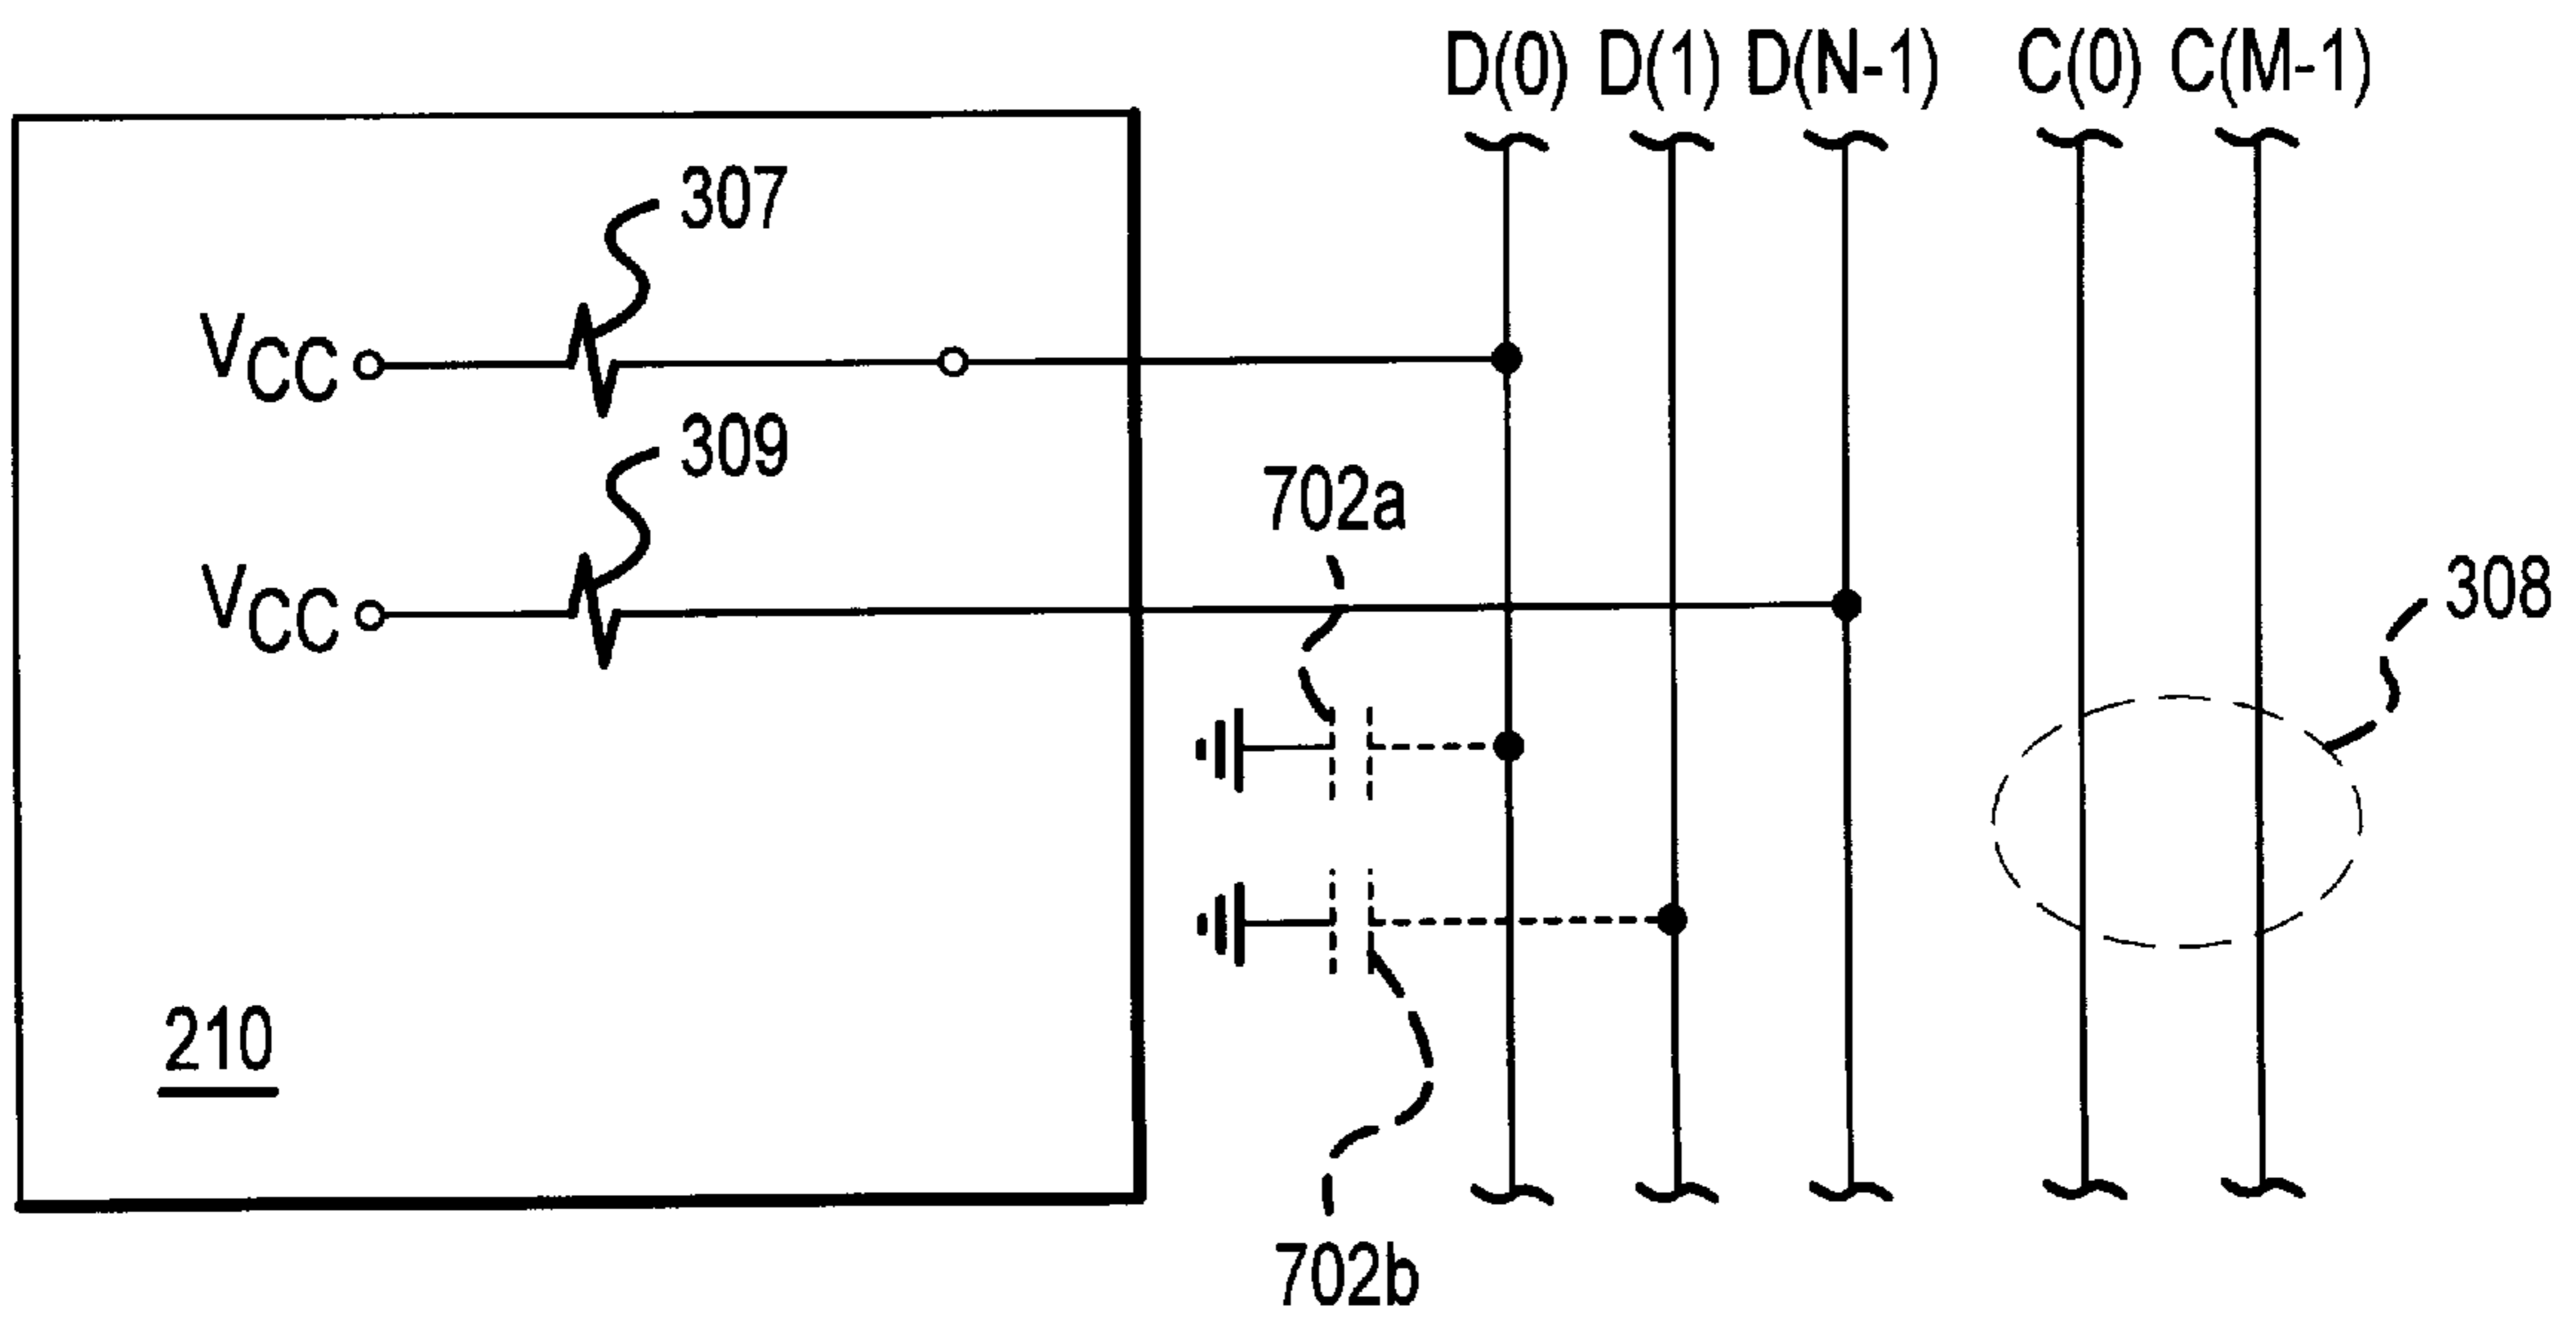 D(0) D(1) D(N-1) C(0) C(M-1)
307
VCC
309
702a
VCC
308
210
702b